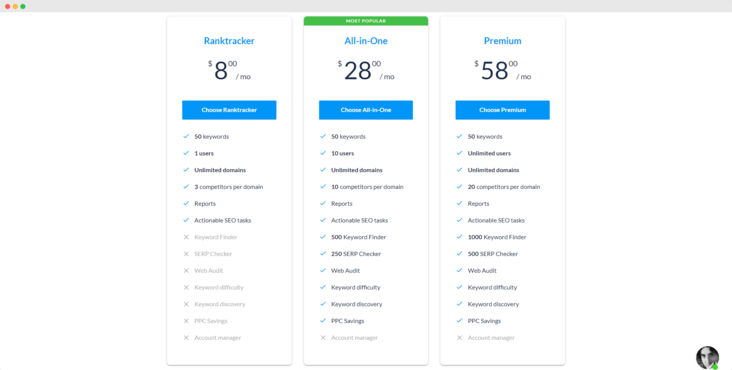 Ranktracker
$ 8 00 / mo
Choose Ranktracker
50 keywords
1 users
Unlimited domains
3 competitors per domain
Reports
Actionable SEO tasks
Keyword Finder
SERP Checker
Web Audit
Keyword difficulty
Keyword discovery
PPC Savings
Account manager
MOST POPULAR
All-in-One
$ 28 00 / mo
Choose All-in-One
50 keywords
10 users
Unlimited domains
10 competitors per domain
Reports
Actionable SEO tasks
500 Keyword Finder
250 SERP Checker
Web Audit
Keyword difficulty
Keyword discovery
PPC Savings
Account manager
Premium
$ 58 00 / mo
Choose Premium
50 keywords
Unlimited users
Unlimited domains
20 competitors per domain
Reports
Actionable SEO tasks
1000 Keyword Finder
500 SERP Checker
Web Audit
Keyword difficulty
Keyword discovery
PPC Savings
Account manager